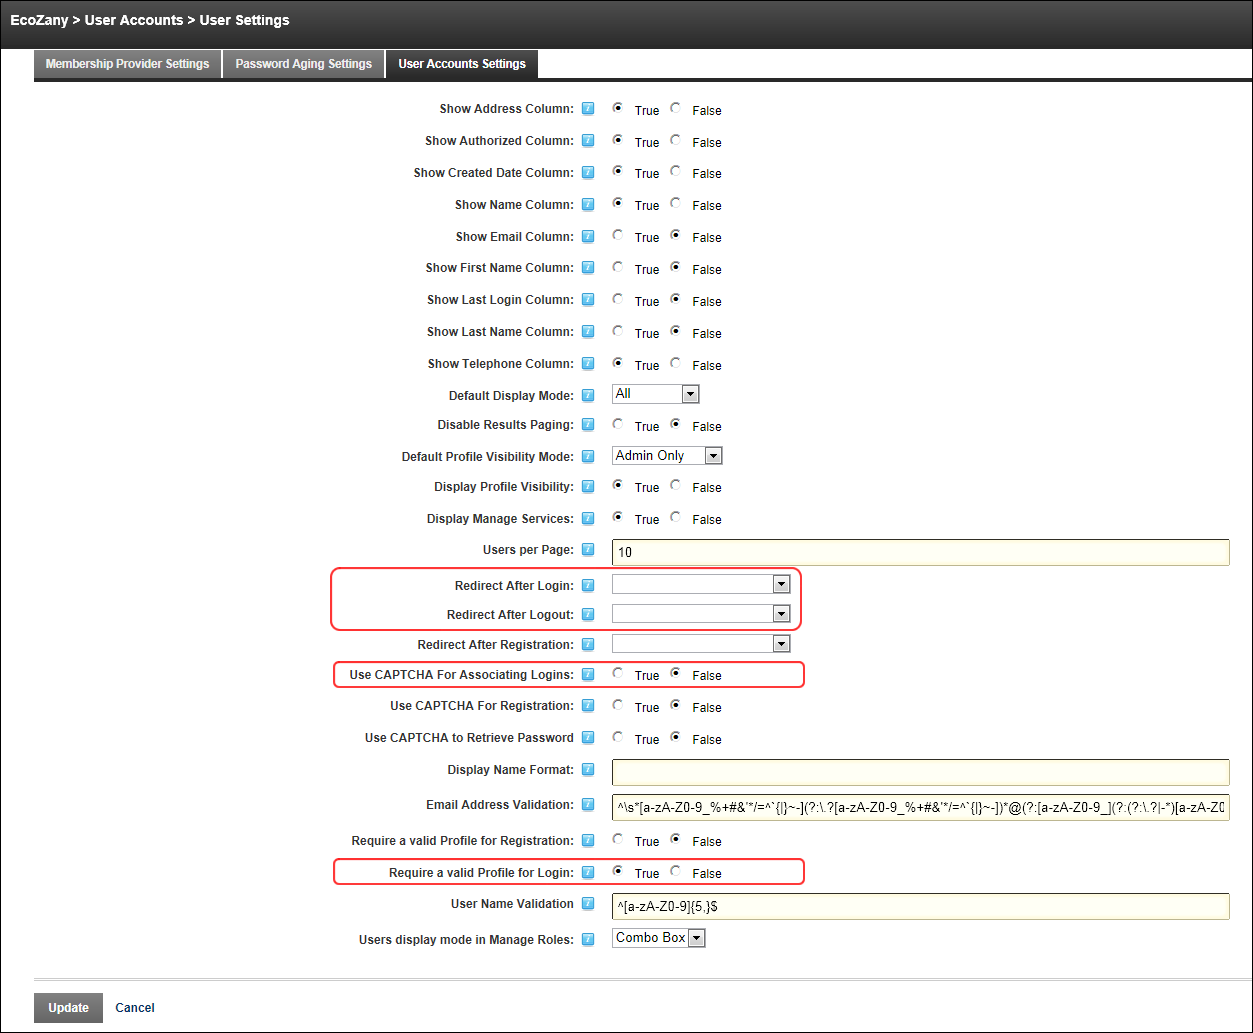 EcoZany > User Accounts > User Settings
Membership Provider Settings Password Aging Settings User Accounts Settings
Show Address Column: True False
Show Authorized Column: True False
Show Created Date Column: True False
Show Name Column: True False
Show Email Column: True False
Show First Name Column: True False
Show Last Login Column: True False
Show Last Name Column: True False
Show Telephone Column: True False
Default Display Mode: All
Disable Results Paging: True False
Default Profile Visibility Mode: Admin Only
Display Profile Visibility: True False
Display Manage Services: True False
Users per Page: 10
Redirect After Login:
Redirect After Logout:
Redirect After Registration:
Use CAPTCHA For Associating Logins: True False
Use CAPTCHA For Registration: True False
Use CAPTCHA to Retrieve Password True False
Display Name Format:
Email Address Validation: ^\s*[a-zA-Z0-9_%+#&'*/=^`{|}~-](?:\.?[a-zA-Z0-9_%+#&'*/=^`{|}~-])*@(?:[a-zA-Z0-9_](?:(?:\.?|-*)[a-zA-Z0
Require a valid Profile for Registration: True False
Require a valid Profile for Login: True False
User Name Validation ^[a-zA-Z0-9]{5,}$
Users display mode in Manage Roles: Combo Box
Update Cancel